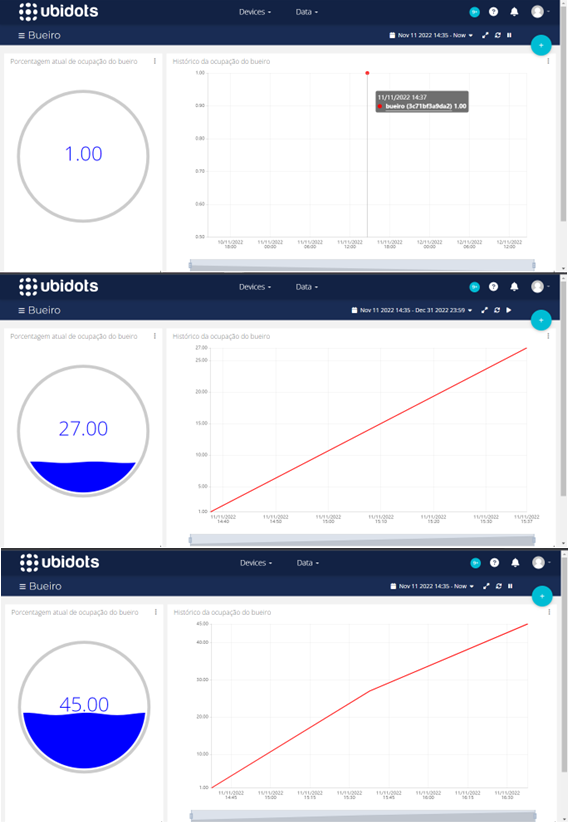 ubidots
Devices
Data
Bueiro
Nov 11 2022 14:35 - Now
Porcentagem atual de ocupação do bueiro
1.00
Histórico da ocupação do bueiro
1.00
0.90
0.80
0.70
0.60
0.50
11/11/2022 14:37
bueiro (3c71bf3a9da2) 1.00
10/11/2022 11/11/2022 11/11/2022 11/11/2022 11/11/2022 12/11/2022 12/11/2022 12/11/2022
18:00 00:00 06:00 12:00 18:00 00:00 06:00 12:00
ubidots
Devices
Data
Bueiro
Nov 11 2022 14:35 - Dec 31 2022 23:59
Porcentagem atual de ocupação do bueiro
27.00
Histórico da ocupação do bueiro
27.00
25.00
20.00
15.00
10.00
5.00
1.00
11/11/2022 11/11/2022 11/11/2022 11/11/2022 11/11/2022 11/11/2022 11/11/2022
14:40 14:50 15:00 15:10 15:20 15:30 15:37
ubidots
Devices
Data
Bueiro
Nov 11 2022 14:35 - Now
Porcentagem atual de ocupação do bueiro
45.00
Histórico da ocupação do bueiro
45.00
40.00
30.00
20.00
10.00
1.00
11/11/2022 11/11/2022 11/11/2022 11/11/2022 11/11/2022 11/11/2022 11/11/2022 11/11/2022
14:45 15:00 15:15 15:30 15:45 16:00 16:15 16:30